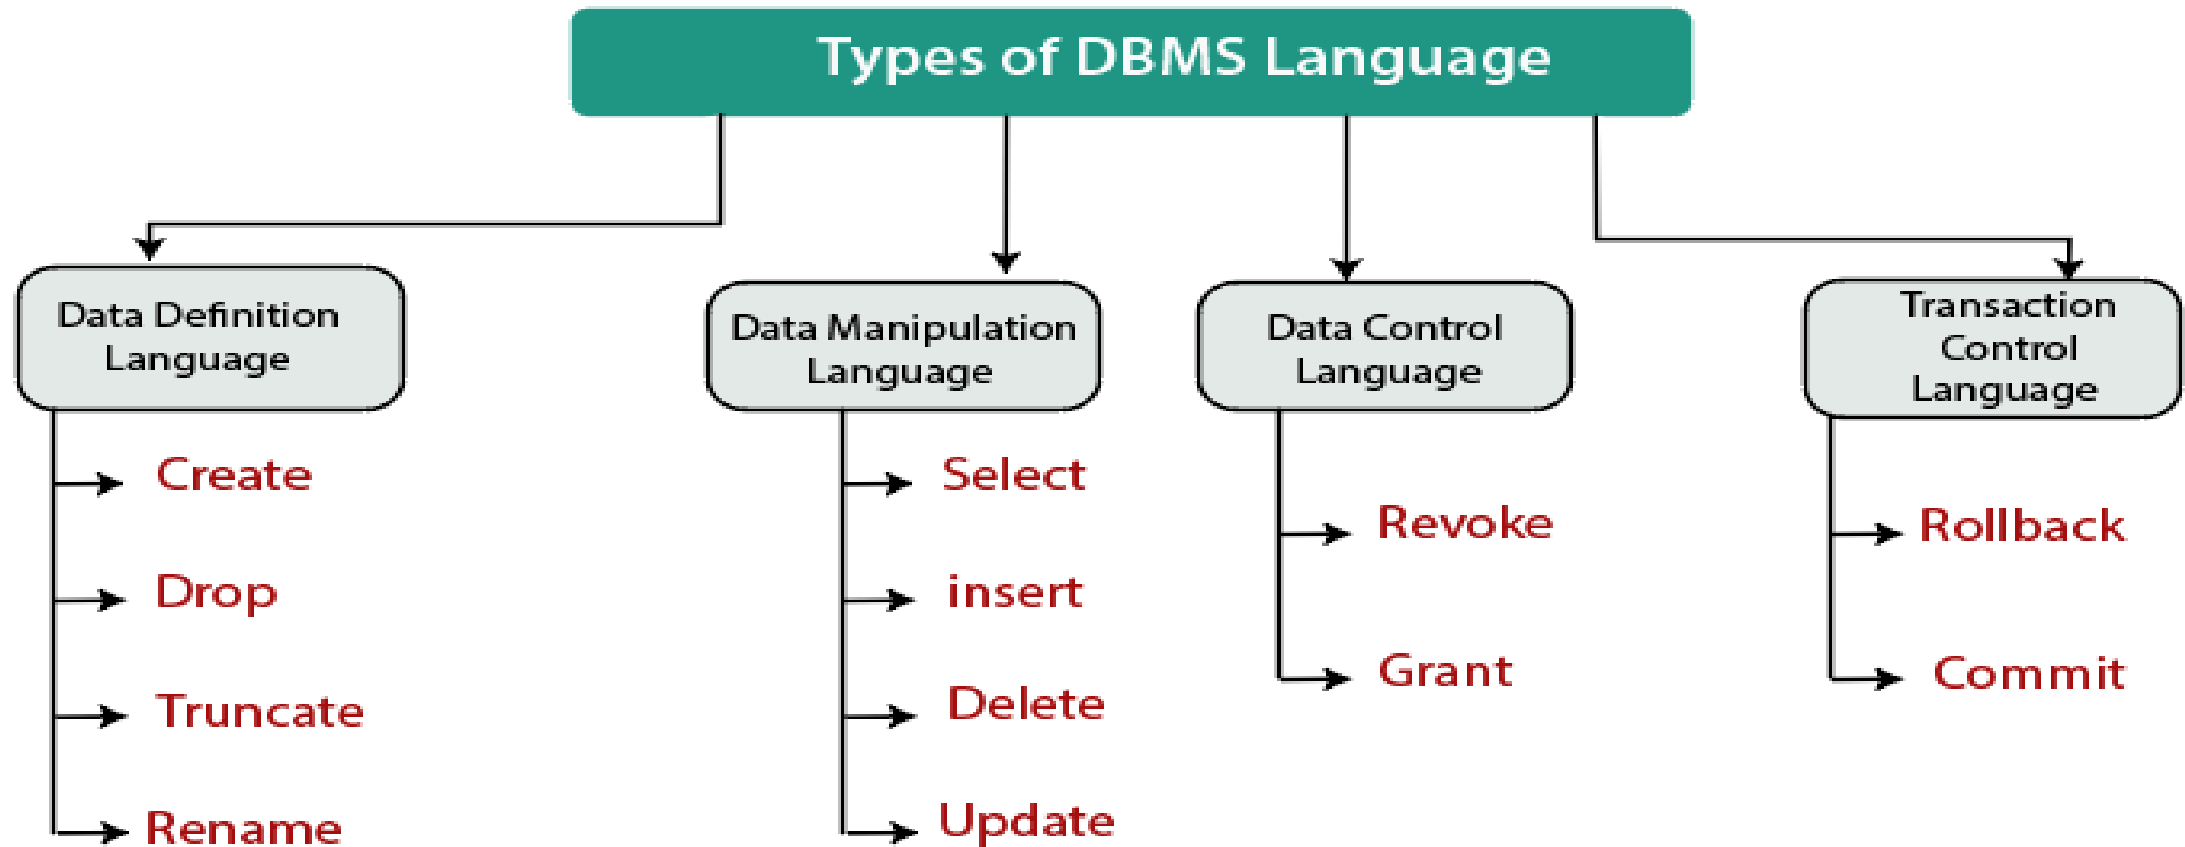 Types of DBMS Language
Data Definition
Language
Create
Drop
Truncate
Rename
Data Manipulation
Language
Select
insert
Delete
Update
Data Control
Language
Revoke
Grant
Transaction
Control
Language
Rollback
Commit